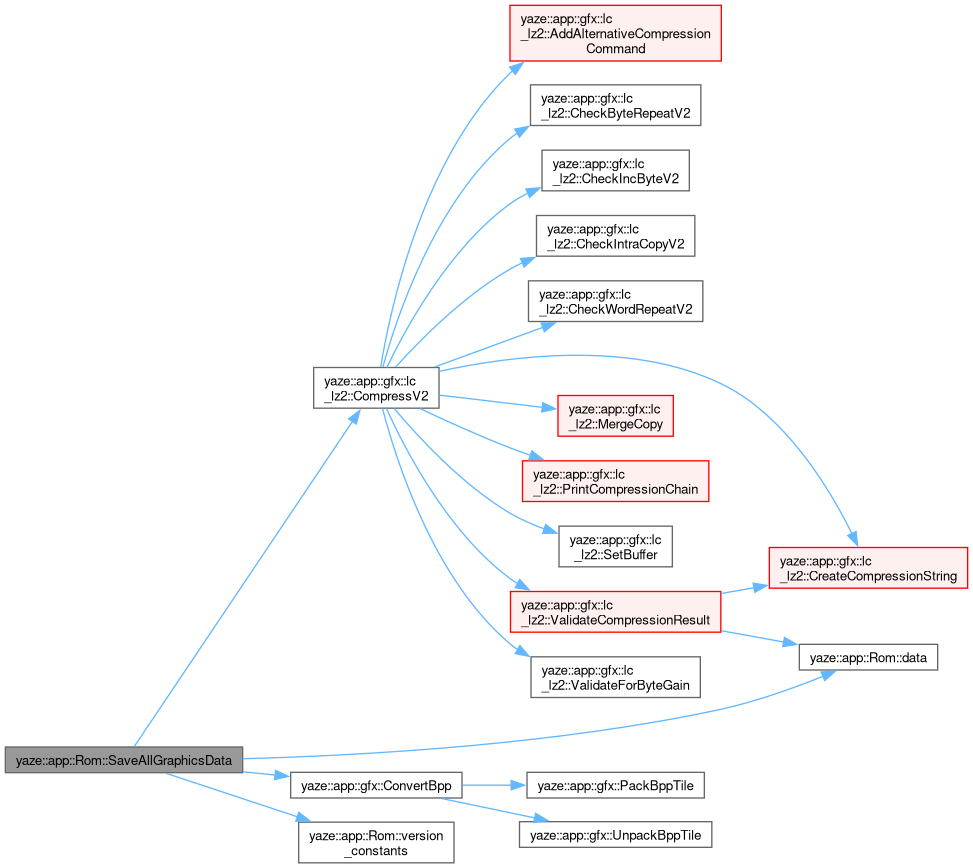 yaze::app::gfx::lc
_lz2::AddAlternativeCompression
Command
yaze::app::gfx::lc
_lz2::CheckByteRepeatV2
yaze::app::gfx::lc
_lz2::CheckIncByteV2
yaze::app::gfx::lc
_lz2::CheckIntraCopyV2
yaze::app::gfx::lc
_lz2::CheckWordRepeatV2
yaze::app::gfx::lc
_lz2::CompressV2
yaze::app::gfx::lc
_lz2::MergeCopy
yaze::app::gfx::lc
_lz2::PrintCompressionChain
yaze::app::gfx::lc
_lz2::SetBuffer
yaze::app::gfx::lc
_lz2::CreateCompressionString
yaze::app::gfx::lc
_lz2::ValidateCompressionResult
yaze::app::Rom::data
yaze::app::gfx::lc
_lz2::ValidateForByteGain
yaze::app::Rom::SaveAllGraphicsData
yaze::app::gfx::ConvertBpp
yaze::app::gfx::PackBppTile
yaze::app::gfx::UnpackBppTile
yaze::app::Rom::version
_constants